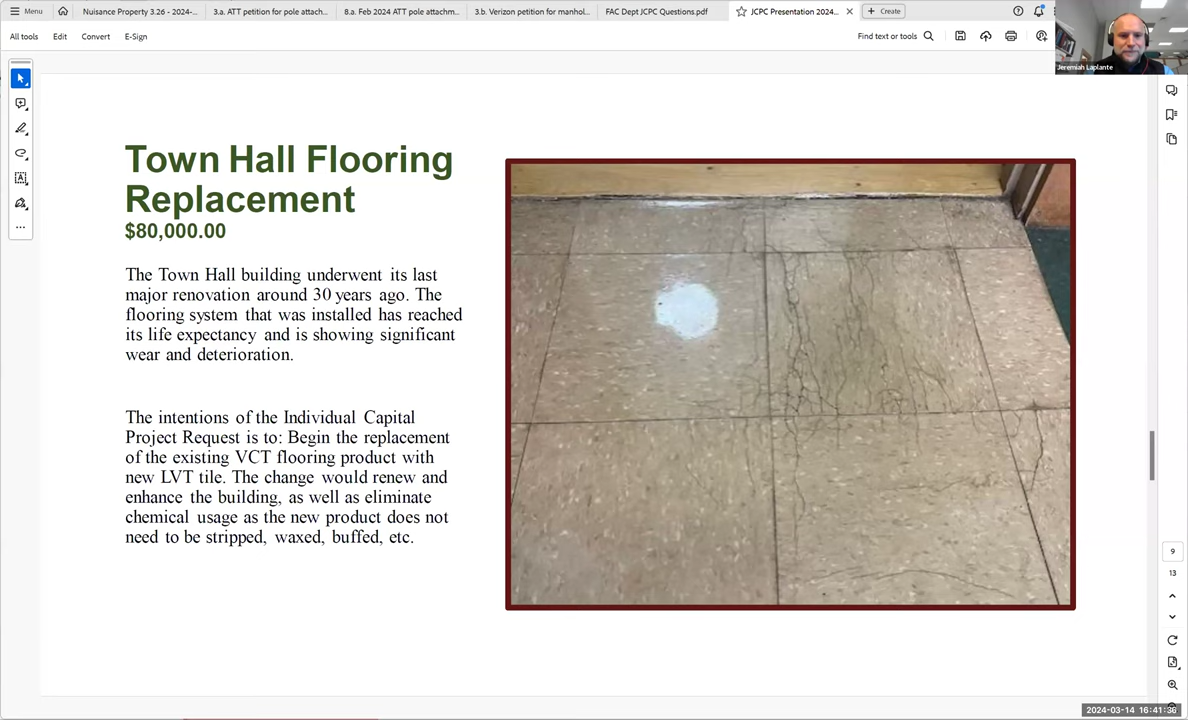 Menu
Nuisance Property 3.26 - 2024-...
3.a. ATT petition for pole attach...
8.a. Feb 2024 ATT pole attachm...
3.b. Verizon petition for manhol...
FAC Dept JCPC Questions.pdf
JCPC Presentation 2024...
+ Create
All tools Edit Convert E-Sign
Find text or tools
Jeremiah Laplante
Town Hall Flooring
Replacement
$80,000.00
The Town Hall building underwent its last
major renovation around 30 years ago. The
flooring system that was installed has reached
its life expectancy and is showing significant
wear and deterioration.
The intentions of the Individual Capital
Project Request is to: Begin the replacement
of the existing VCT flooring product with
new LVT tile. The change would renew and
enhance the building, as well as eliminate
chemical usage as the new product does not
need to be stripped, waxed, buffed, etc.
9
13
2024-03-14 16:41:36